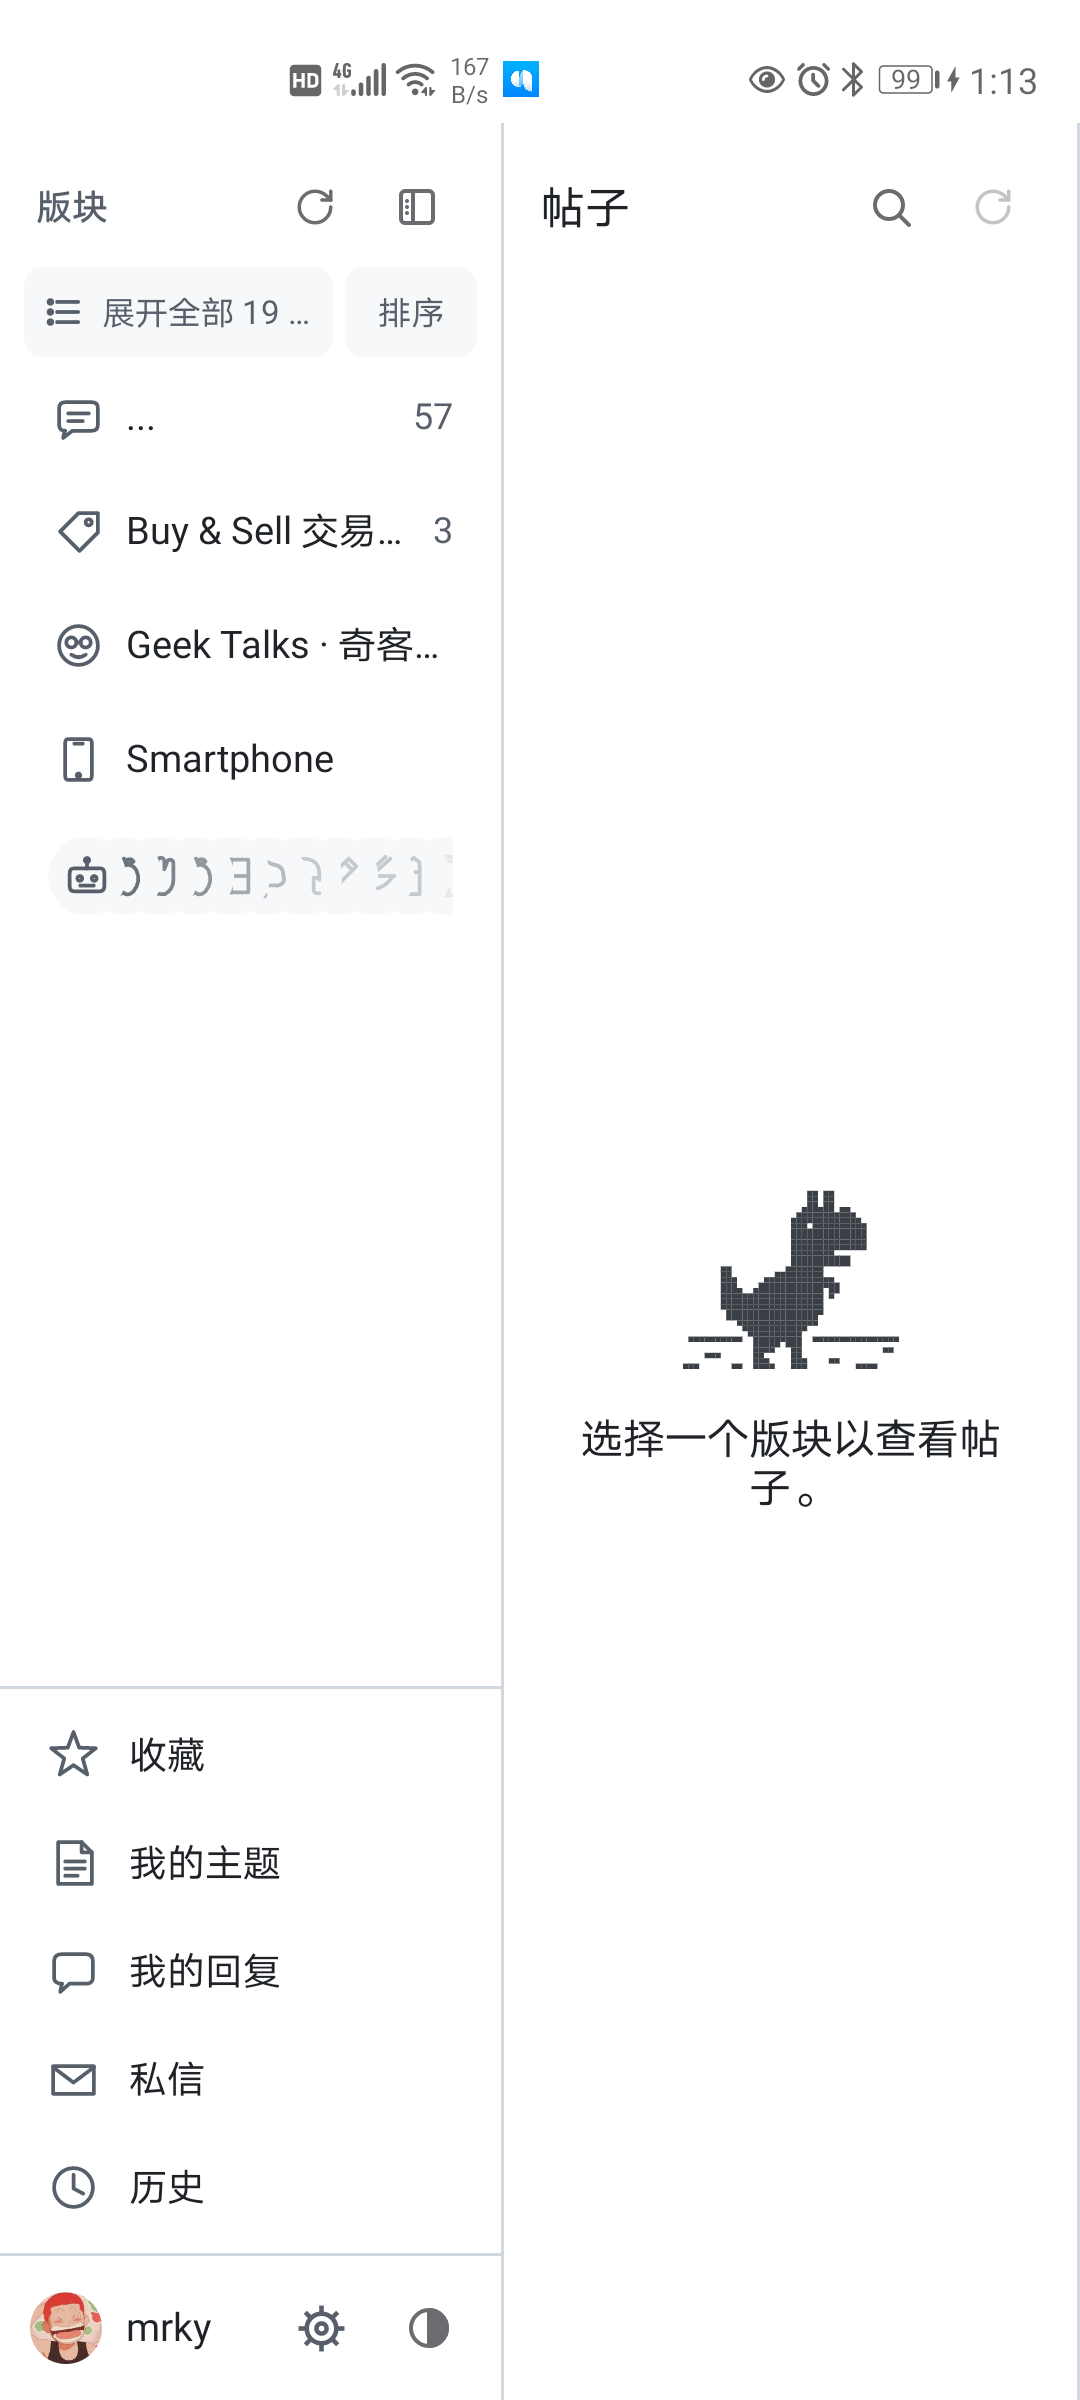 HD 4G 167 B/s 99 1:13
版块
帖子
展开全部 19 ...
排序
... 57
Buy & Sell 交易... 3
Geek Talks · 奇客...
Smartphone
选择一个版块以查看帖
子。
收藏
我的主题
我的回复
私信
历史
mrky